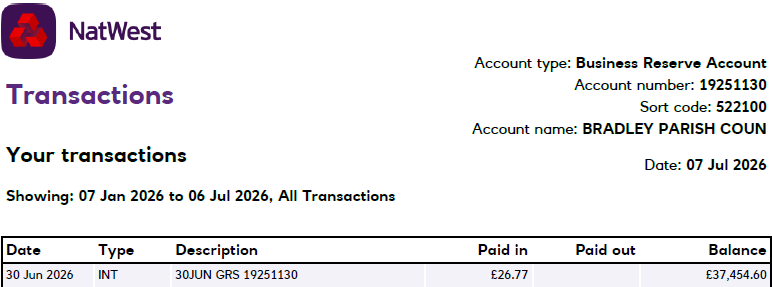 NatWest
Account type: Business Reserve Account
Account number: 19251130
Sort code: 522100
Account name: BRADLEY PARISH COUN
Date: 07 Jul 2026
Transactions
Your transactions
Showing: 07 Jan 2026 to 06 Jul 2026, All Transactions
Date Type Description Paid in Paid out Balance
30 Jun 2026 INT 30JUN GRS 19251130 £26.77 £37,454.60